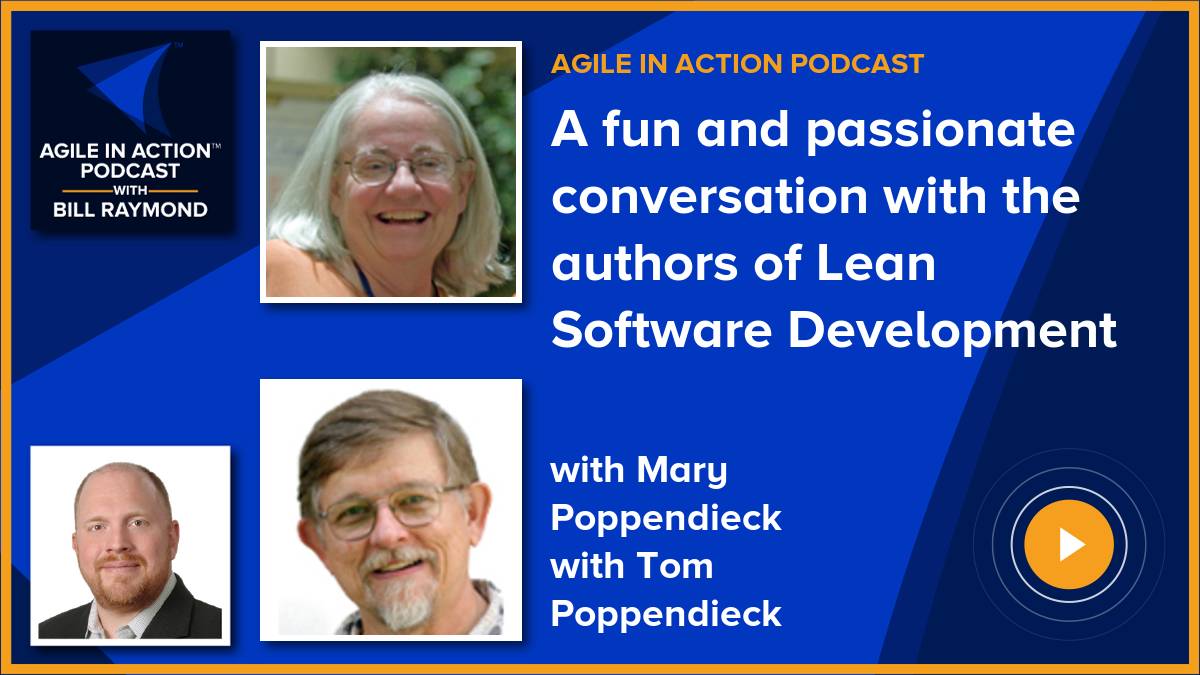 AGILE IN ACTION™
PODCAST
WITH
BILL RAYMOND
AGILE IN ACTION PODCAST
A fun and passionate
conversation with the
authors of Lean
Software Development
with Mary
Poppendieck
with Tom
Poppendieck